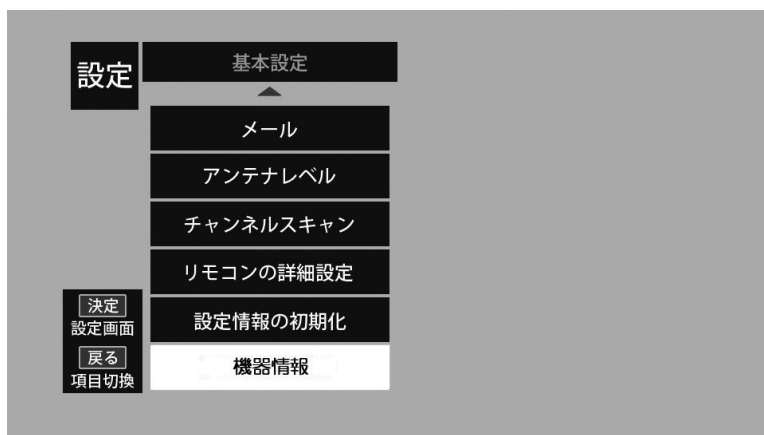 設定
基本設定
メール
アンテナレベル
チャンネルスキャン
リモコンの詳細設定
設定情報の初期化
機器情報
決定
設定画面
戻る
項目切換